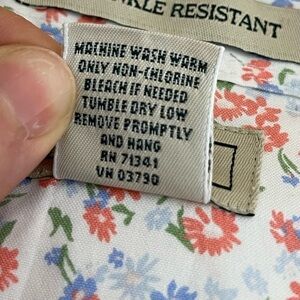 RESISTANT
MACHINE WASH WARM
ONLY NON-CHLORINE
BLEACH IF NEEDED
TUMBLE DRY LOW
REMOVE PROMPTLY
AND HANG
RN 71341
VN 03790